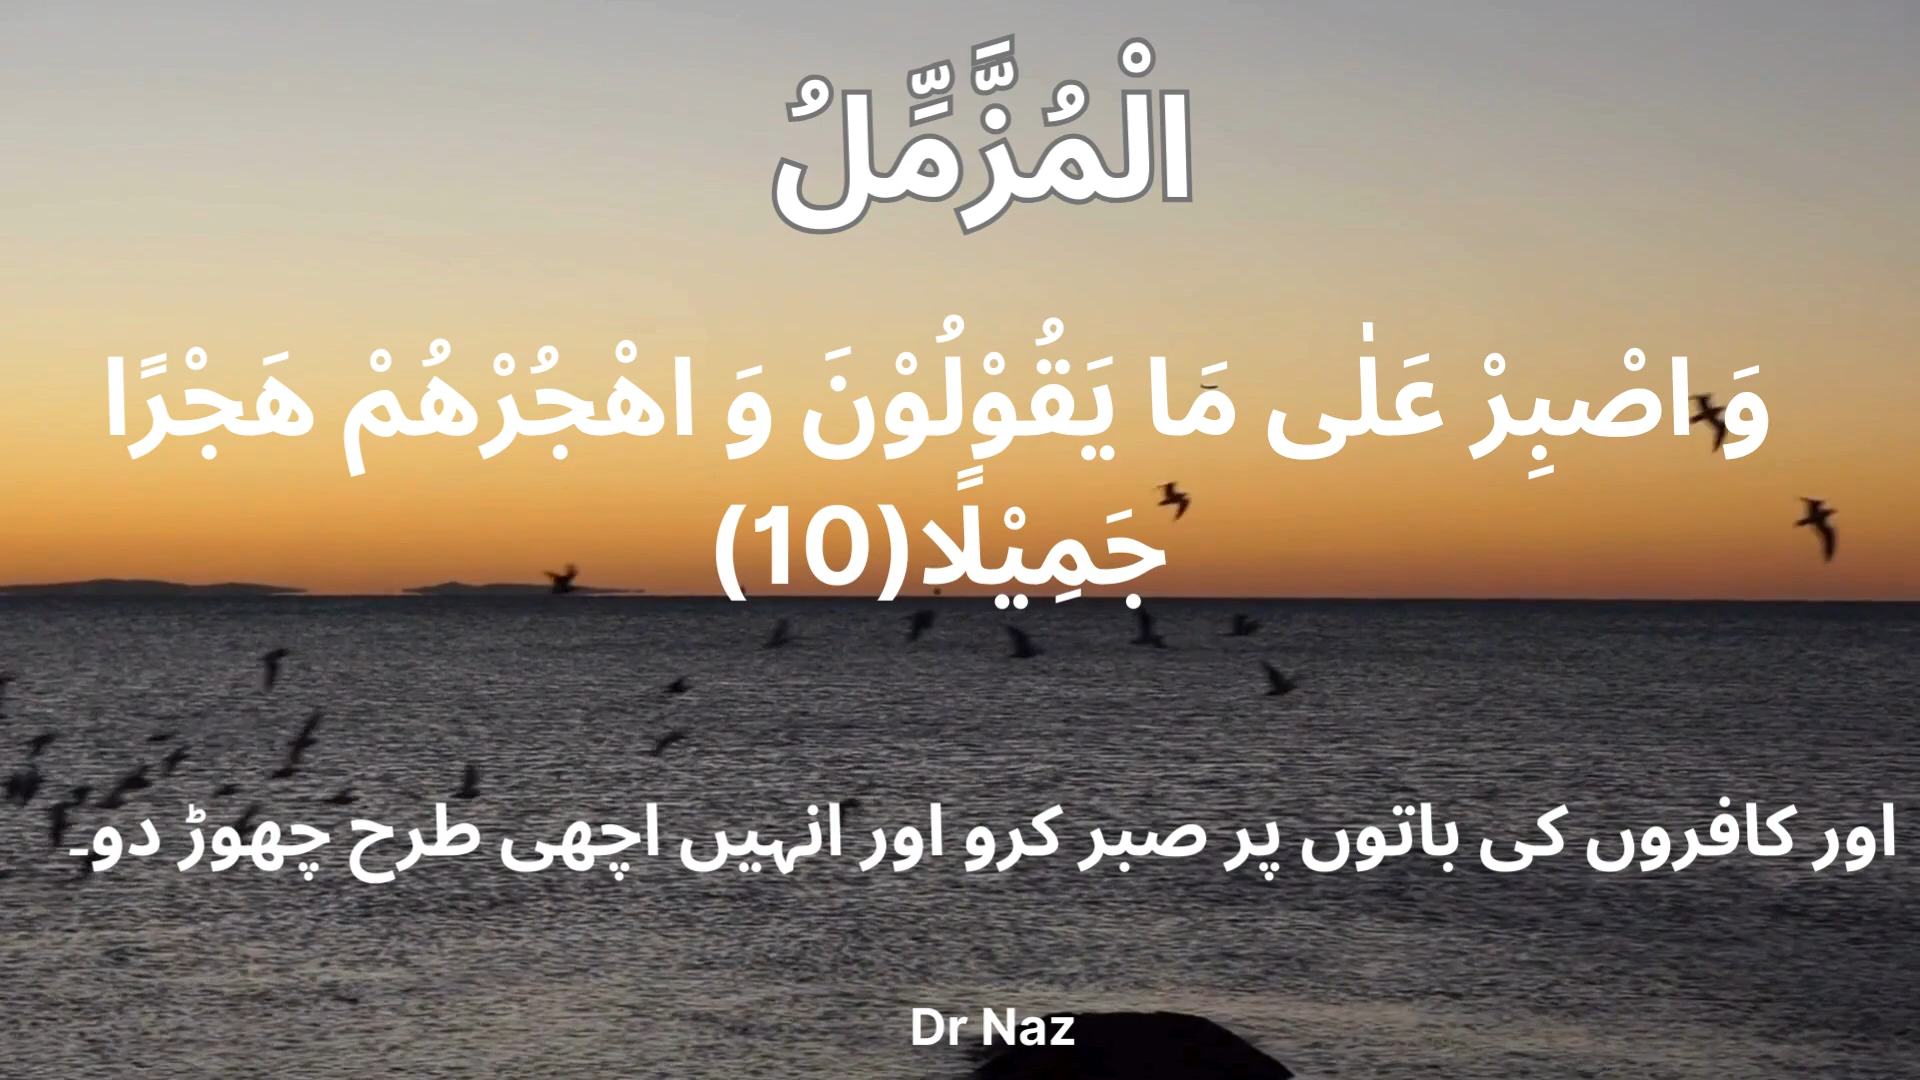 الْمُزَّمِّلُ
وَ اصْبِرْ عَلٰى مَا یَقُوْلُوْنَ وَ اهْجُرْهُمْ هَجْرًا
جَمِیْلًا(10)
اور کافروں کی باتوں پر صبر کرو اور انہیں اچھی طرح چھوڑ دو۔
Dr Naz